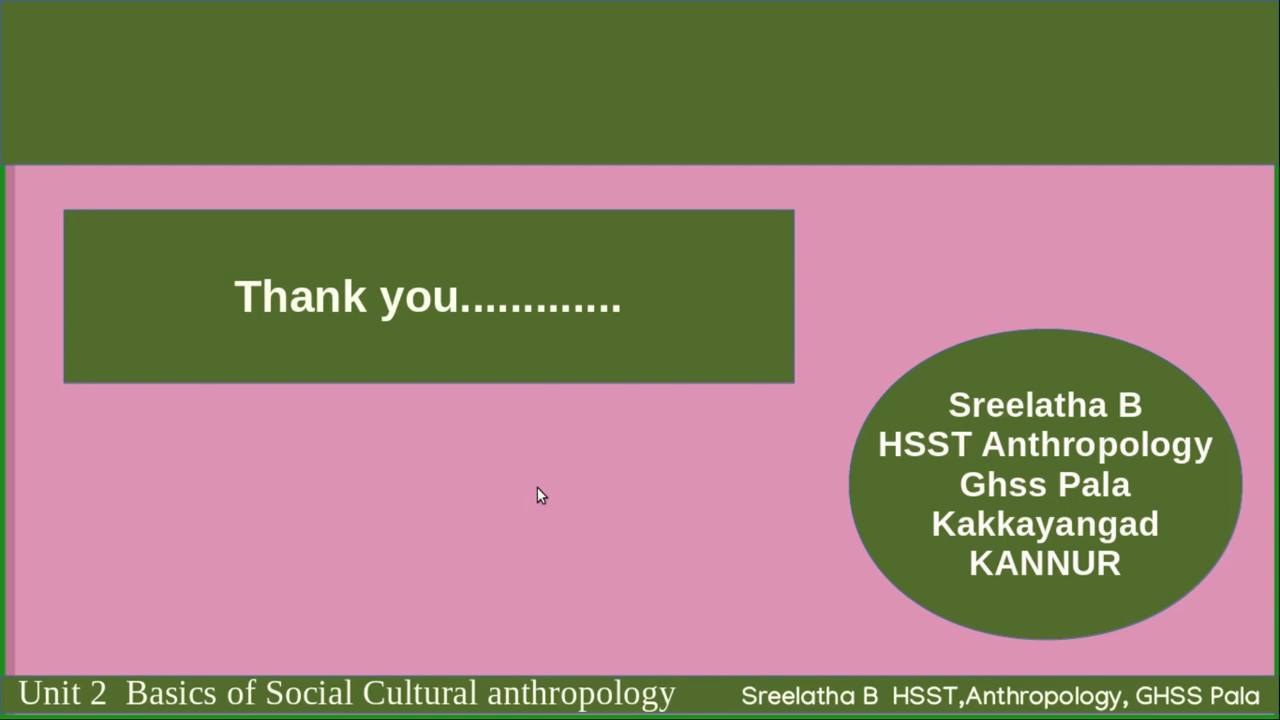 Thank you.............
Sreelatha B
HSST Anthropology
Ghss Pala
Kakkayangad
KANNUR
Unit 2  Basics of Social Cultural anthropology
Sreelatha B  HSST,Anthropology, GHSS Pala